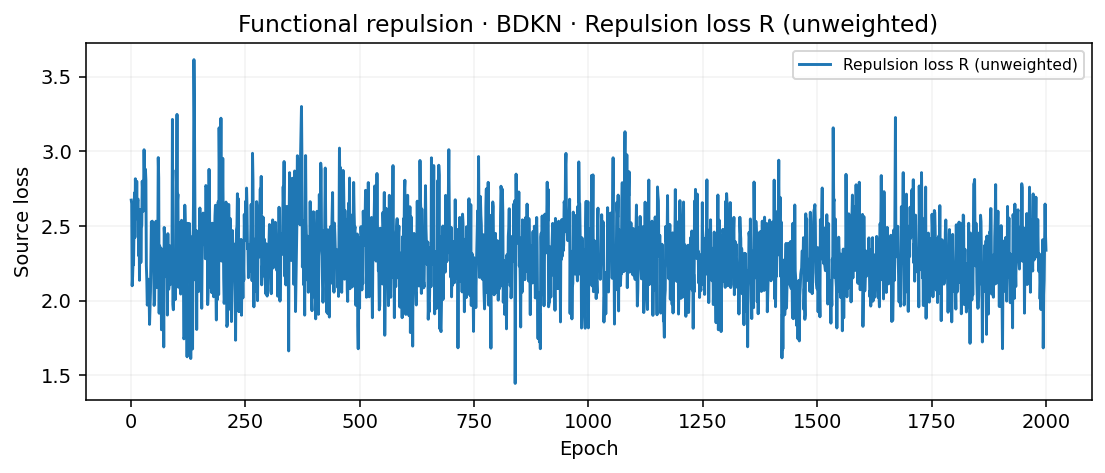 Functional repulsion · BDKN · Repulsion loss R (unweighted)
Repulsion loss R (unweighted)
Source loss
3.5
3.0
2.5
2.0
1.5
0 250 500 750 1000 1250 1500 1750 2000
Epoch